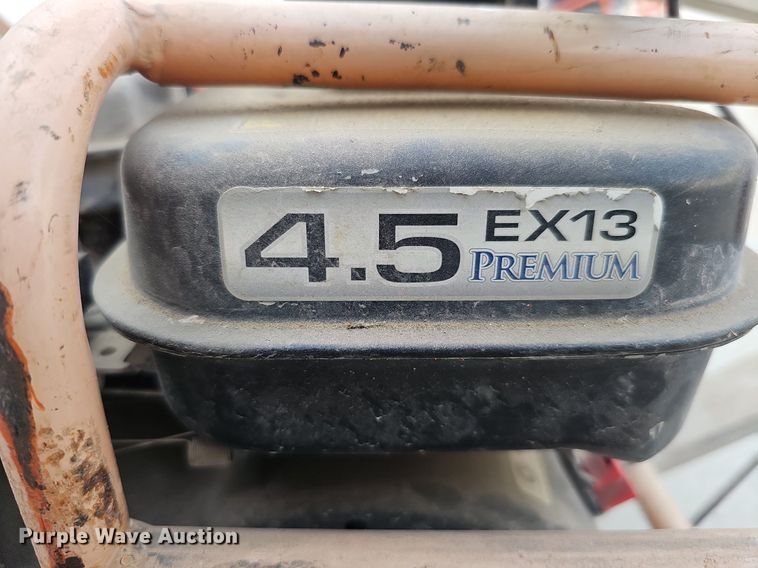 4.5 EX13
PREMIUM
Purple Wave Auction